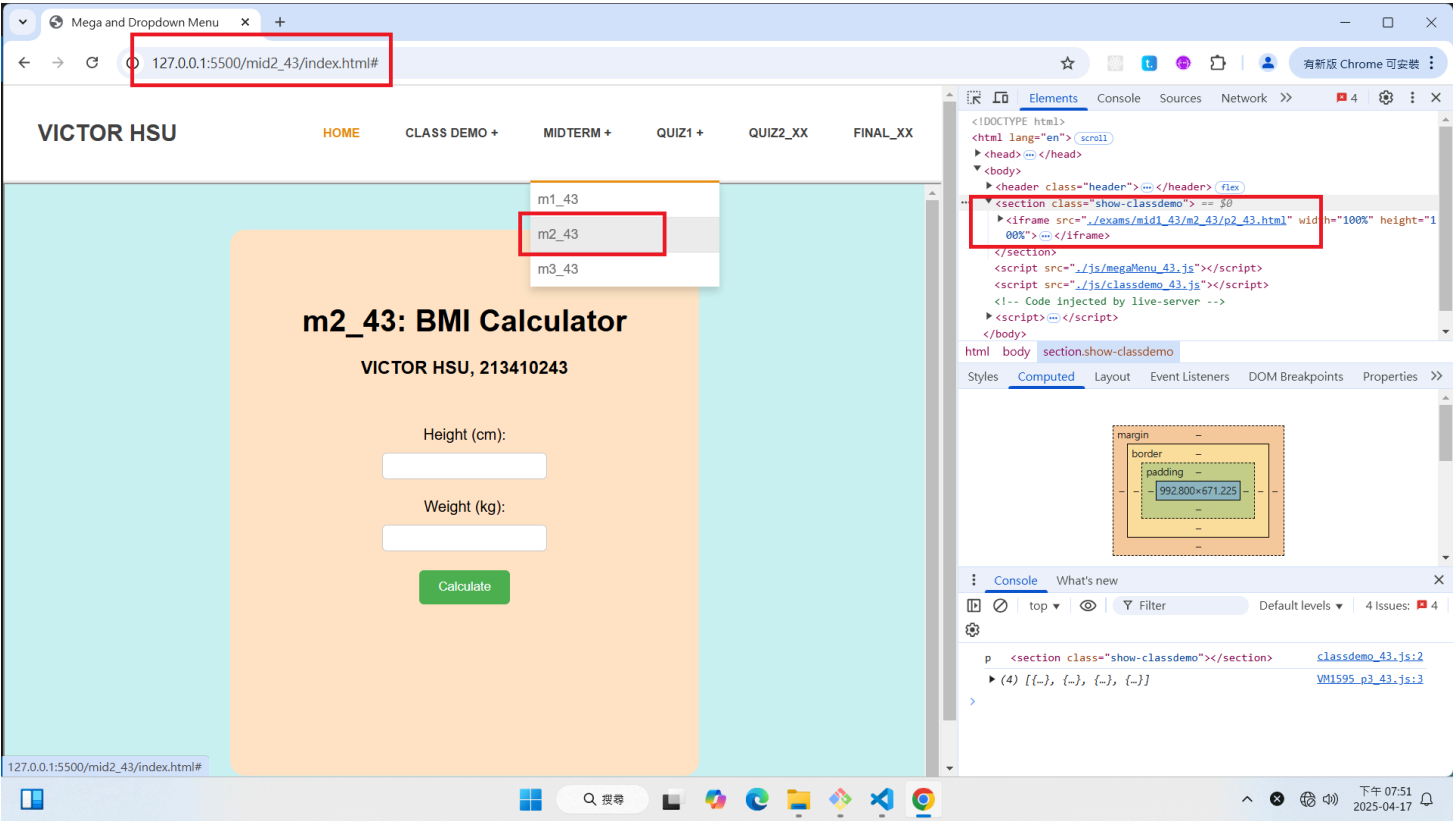 Mega and Dropdown Menu
127.0.0.1:5500/mid2_43/index.html#
有新版 Chrome 可安裝
VICTOR HSU
HOME CLASS DEMO + MIDTERM + QUIZ1 + QUIZ2_XX FINAL_XX
m1_43
m2_43
m3_43
m2_43: BMI Calculator
VICTOR HSU, 213410243
Height (cm):
Weight (kg):
Calculate
127.0.0.1:5500/mid2_43/index.html#
Elements Console Sources Network 4
<!DOCTYPE html>
<html lang="en"> scroll
<head> </head>
<body>
<header class="header"> </header> flex
<section class="show-classdemo"> == $0
<iframe src="./exams/mid1_43/m2_43/p2_43.html" width="100%" height="1
00%"> </iframe>
</section>
<script src="./js/megaMenu_43.js"></script>
<script src="./js/classdemo_43.js"></script>
<!-- Code injected by live-server -->
<script> </script>
</body>
html body section.show-classdemo
Styles Computed Layout Event Listeners DOM Breakpoints Properties
margin –
border –
padding –
– – – 992.800×671.225 – – –
–
–
–
Console What's new
top Filter Default levels 4 Issues: 4
p <section class="show-classdemo"></section> classdemo_43.js:2
(4) [{…}, {…}, {…}, {…}] VM1595 p3_43.js:3
搜尋
下午 07:51
2025-04-17